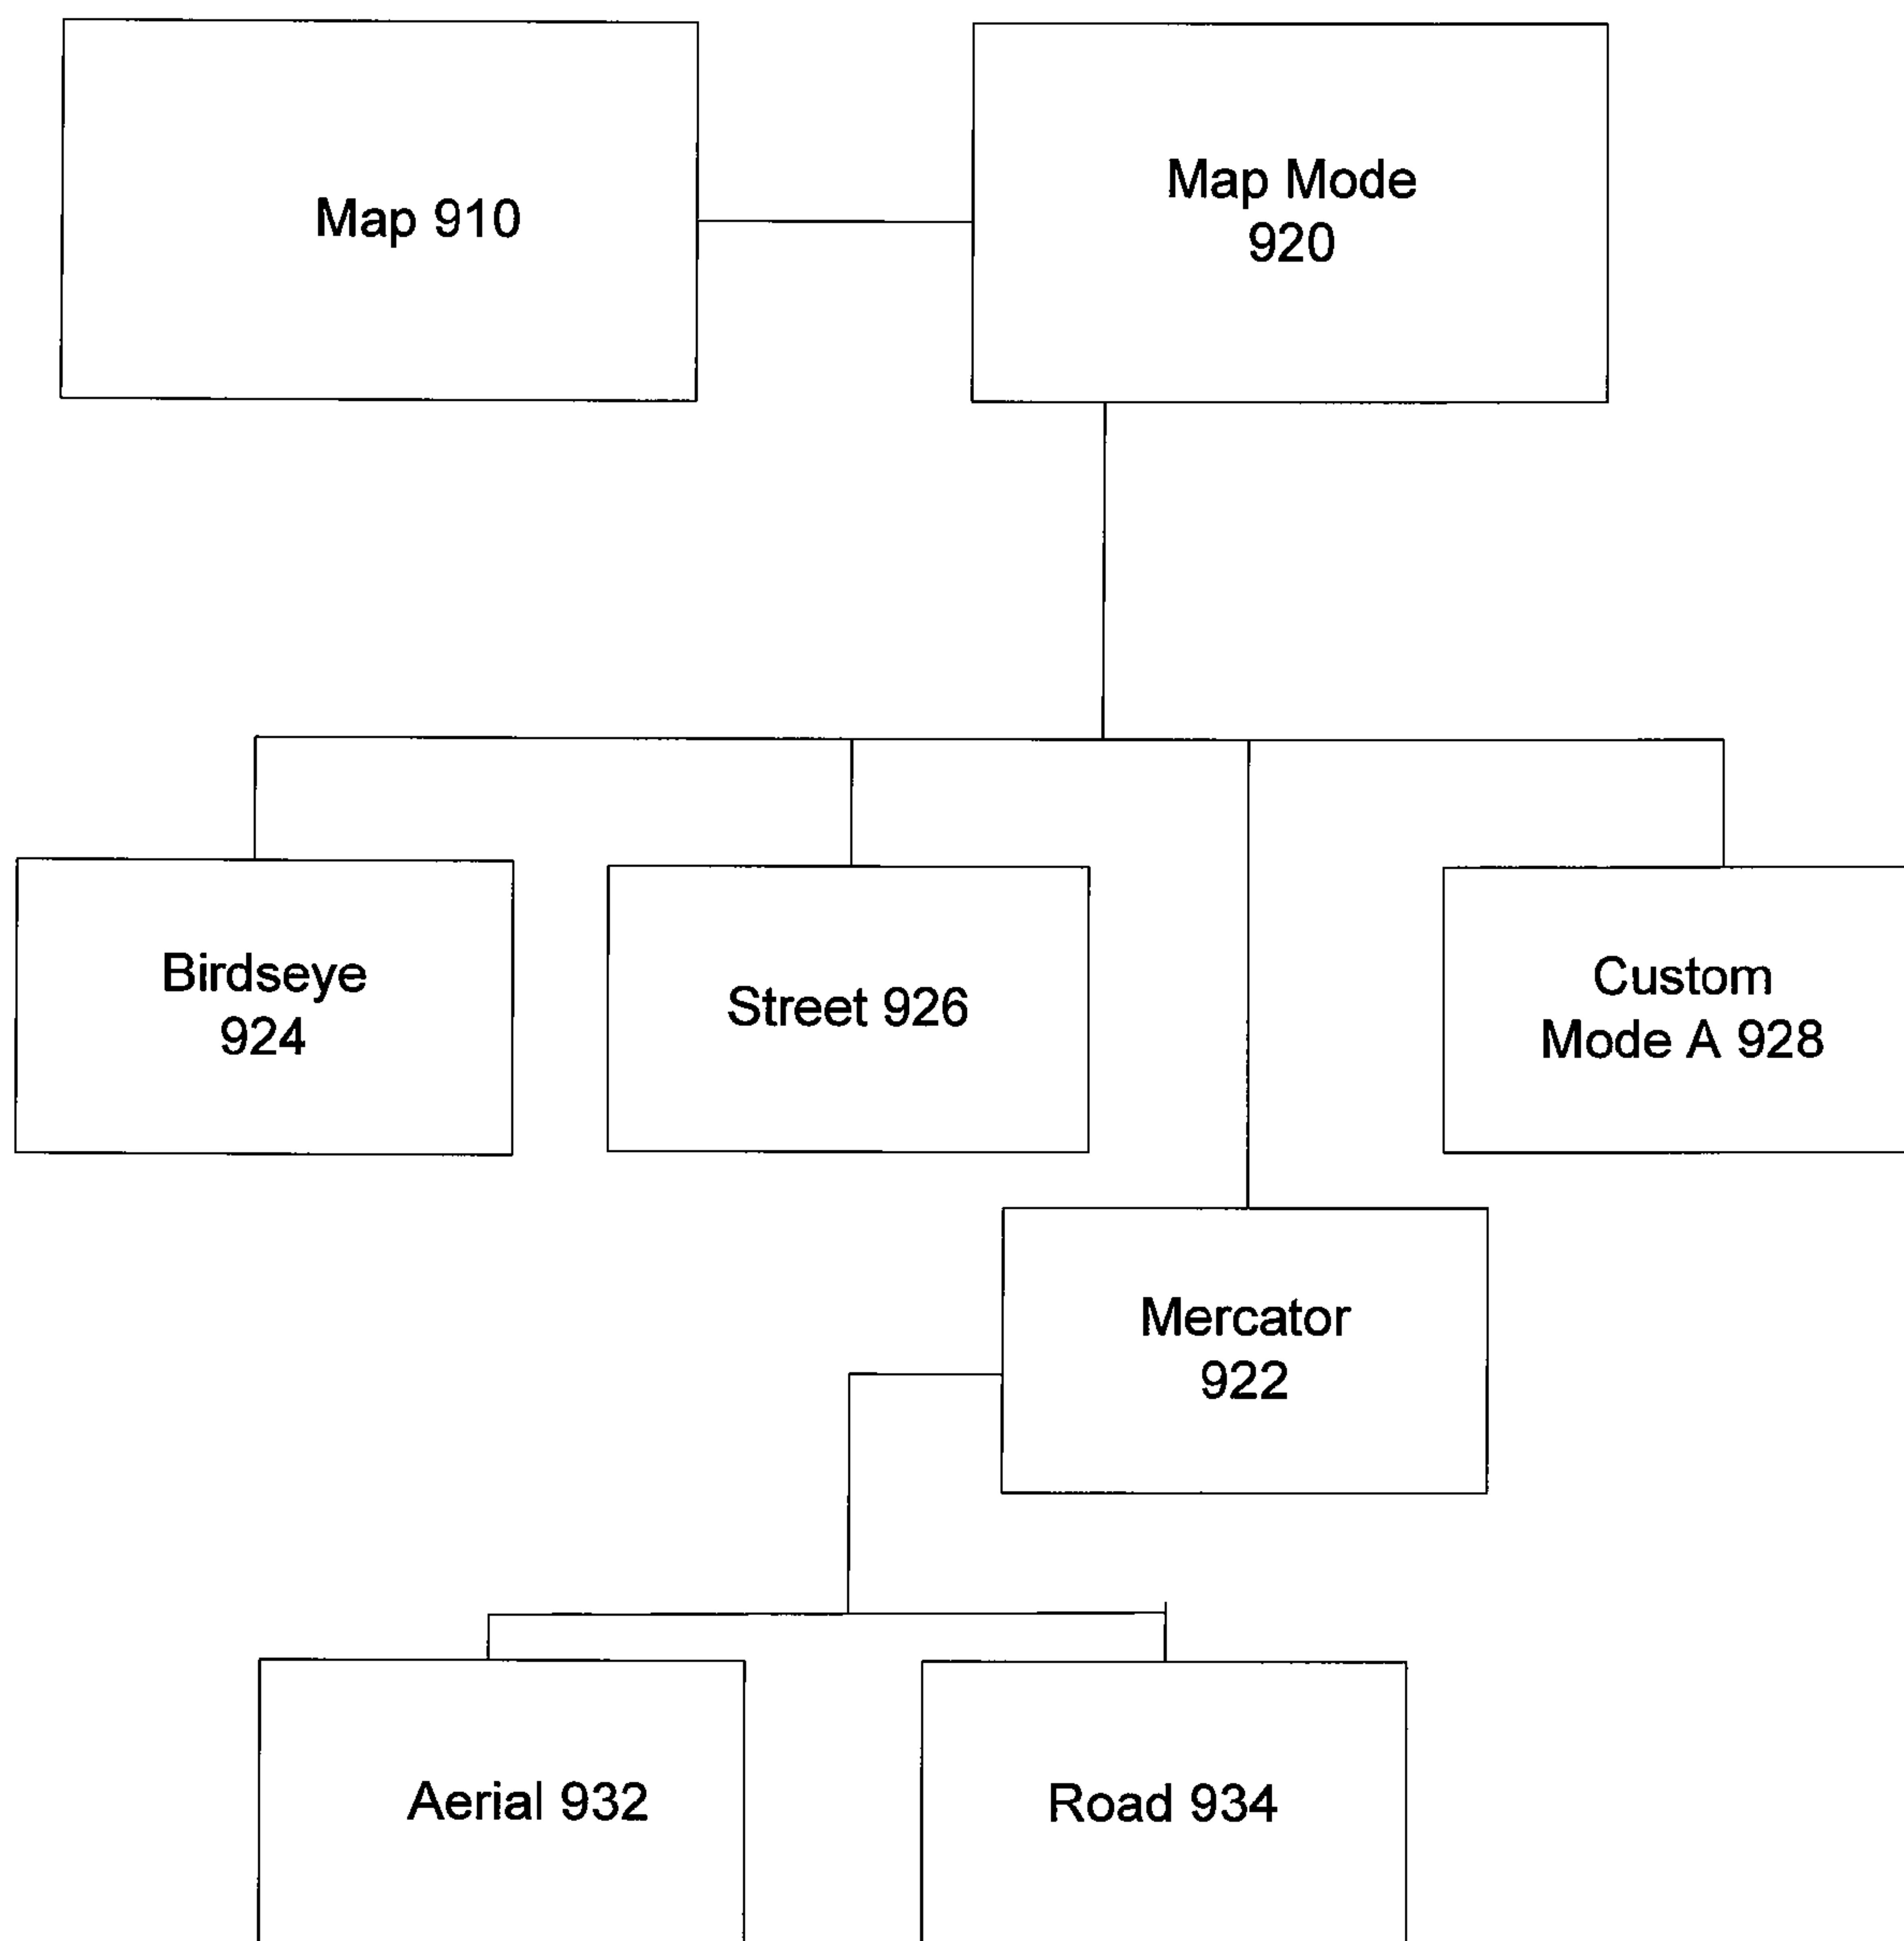 Map 910
Map Mode
920
Birdseye
924
Street 926
Custom
Mode A 928
Mercator
922
Aerial 932
Road 934